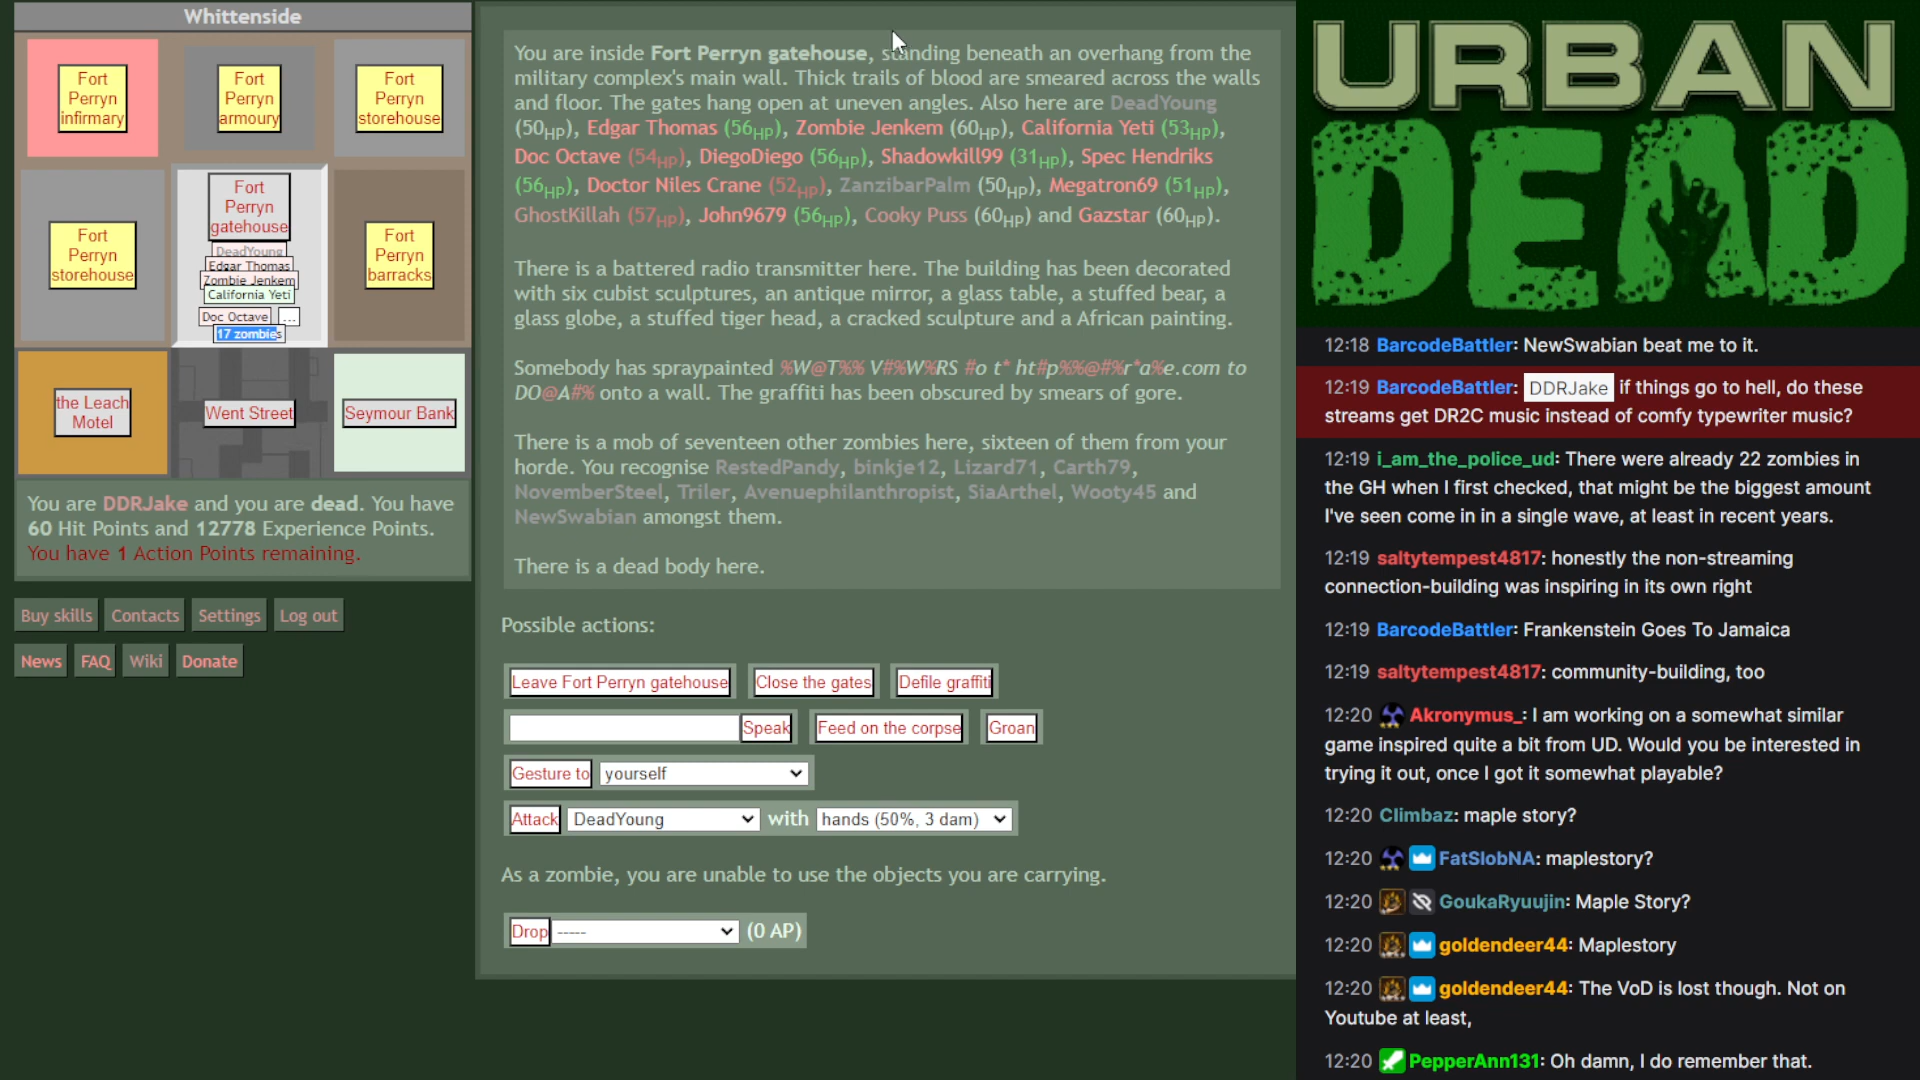 Whittenside
Fort
Perryn
infirmary
Fort
Perryn
armoury
Fort
Perryn
storehouse
Fort
Perryn
storehouse
Fort
Perryn
gatehouse
DeadYoung
Edgar Thomas
Zombie Jenkem
California Yeti
Doc Octave ...
17 zombies
Fort
Perryn
barracks
the Leach
Motel
Went Street
Seymour Bank
You are DDRJake and you are dead. You have
60 Hit Points and 12778 Experience Points.
You have 1 Action Points remaining.
Buy skills Contacts Settings Log out
News FAQ Wiki Donate
You are inside Fort Perryn gatehouse, standing beneath an overhang from the
military complex's main wall. Thick trails of blood are smeared across the walls
and floor. The gates hang open at uneven angles. Also here are DeadYoung
(50HP), Edgar Thomas (56HP), Zombie Jenkem (60HP), California Yeti (53HP),
Doc Octave (54HP), DiegoDiego (56HP), Shadowkill99 (31HP), Spec Hendriks
(56HP), Doctor Niles Crane (52HP), ZanzibarPalm (50HP), Megatron69 (51HP),
GhostKillah (57HP), John9679 (56HP), Cooky Puss (60HP) and Gazstar (60HP).
There is a battered radio transmitter here. The building has been decorated
with six cubist sculptures, an antique mirror, a glass table, a stuffed bear, a
glass globe, a stuffed tiger head, a cracked sculpture and a African painting.
Somebody has spraypainted %W@T%% V#%W%RS #o t* ht#p%%@#%r*a%e.com to
DO@A#% onto a wall. The graffiti has been obscured by smears of gore.
There is a mob of seventeen other zombies here, sixteen of them from your
horde. You recognise RestedPandy, binkje12, Lizard71, Carth79,
NovemberSteel, Triler, Avenuephilanthropist, SiaArthel, Wooty45 and
NewSwabian amongst them.
There is a dead body here.
Possible actions:
Leave Fort Perryn gatehouse Close the gates Defile graffiti
Speak Feed on the corpse Groan
Gesture to yourself
Attack DeadYoung with hands (50%, 3 dam)
As a zombie, you are unable to use the objects you are carrying.
Drop ----- (0 AP)
URBAN
DEAD
12:18 BarcodeBattler: NewSwabian beat me to it.
12:19 BarcodeBattler: DDRJake if things go to hell, do these
streams get DR2C music instead of comfy typewriter music?
12:19 i_am_the_police_ud: There were already 22 zombies in
the GH when I first checked, that might be the biggest amount
I've seen come in in a single wave, at least in recent years.
12:19 saltytempest4817: honestly the non-streaming
connection-building was inspiring in its own right
12:19 BarcodeBattler: Frankenstein Goes To Jamaica
12:19 saltytempest4817: community-building, too
12:20 Akronymus_: I am working on a somewhat similar
game inspired quite a bit from UD. Would you be interested in
trying it out, once I got it somewhat playable?
12:20 Climbaz: maple story?
12:20 FatSlobNA: maplestory?
12:20 GoukaRyuujin: Maple Story?
12:20 goldendeer44: Maplestory
12:20 goldendeer44: The VoD is lost though. Not on
Youtube at least,
12:20 PepperAnn131: Oh damn, I do remember that.